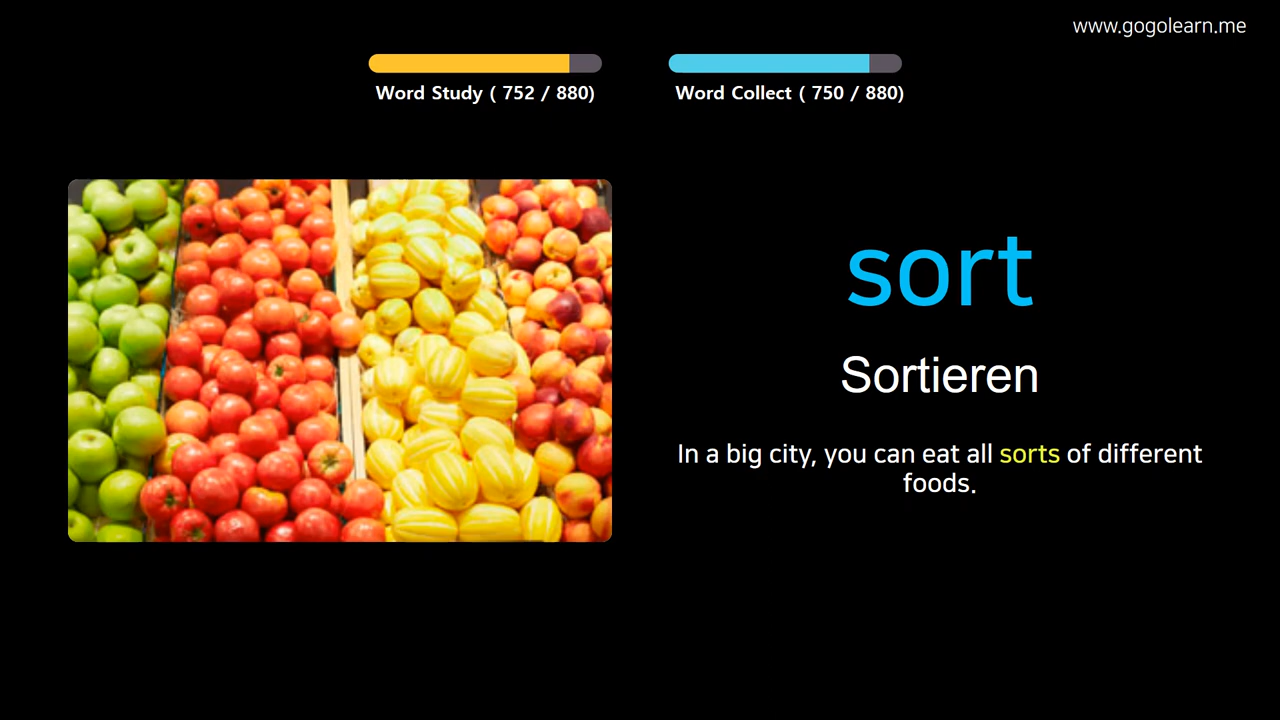 www.gogolearn.me
Word Study ( 752 / 880)
Word Collect ( 750 / 880)
sort
Sortieren
In a big city, you can eat all sorts of different
foods.